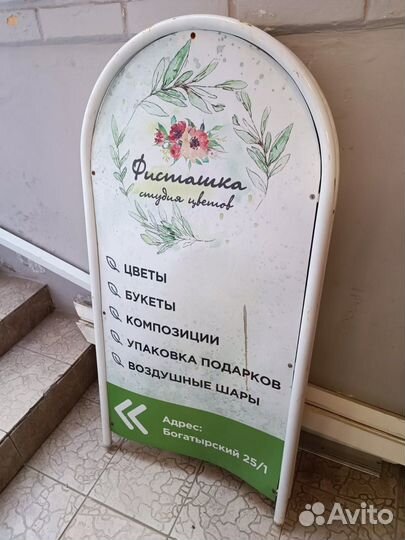 Фисташка
студия цветов
ЦВЕТЫ
БУКЕТЫ
КОМПОЗИЦИИ
УПАКОВКА ПОДАРКОВ
ВОЗДУШНЫЕ ШАРЫ
Адрес:
Богатырский 25/1
Avito